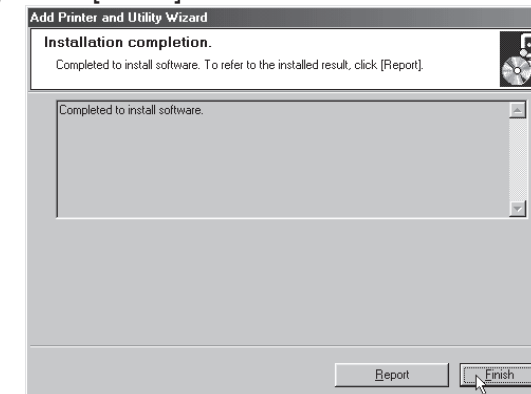 Add Printer and Utility Wizard
Installation completion.
Completed to install software. To refer to the installed result, click [Report].
Completed to install software.
Report
Finish